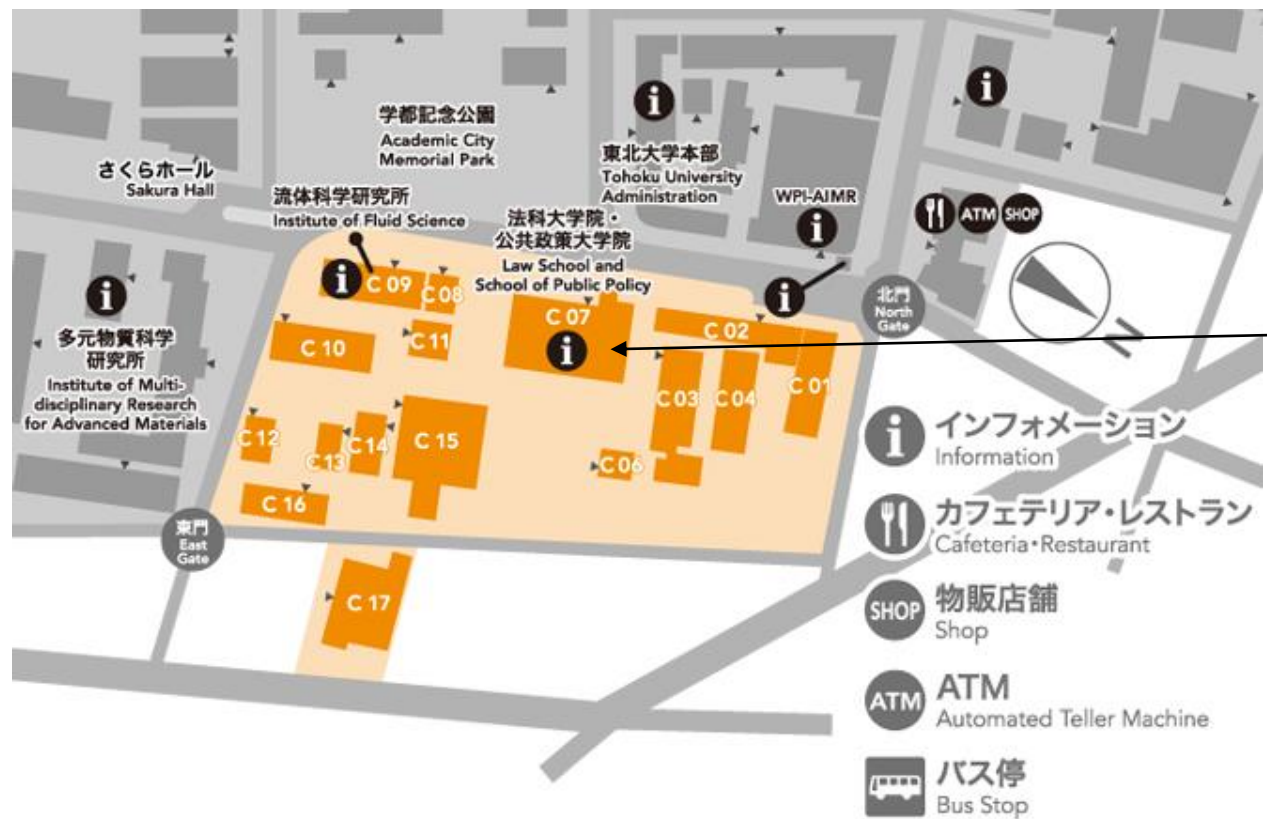 学都記念公園
Academic City
Memorial Park
さくらホール
Sakura Hall
東北大学本部
Tohoku University
Administration
流体科学研究所
Institute of Fluid Science
法科大学院・
公共政策大学院
Law School and
School of Public Policy
WPI-AIMR
ATM
SHOP
C 09
C 08
C 07
C 02
北門
North
Gate
N
多元物質科学
研究所
Institute of Multi-
disciplinary Research
for Advanced Materials
C 10
C 11
C 03
C 04
C 01
C 12
C 13
C 14
C 15
C 06
C 16
東門
East
Gate
C 17
インフォメーション
Information
カフェテリア・レストラン
Cafeteria・Restaurant
SHOP
物販店舗
Shop
ATM
ATM
Automated Teller Machine
バス停
Bus Stop